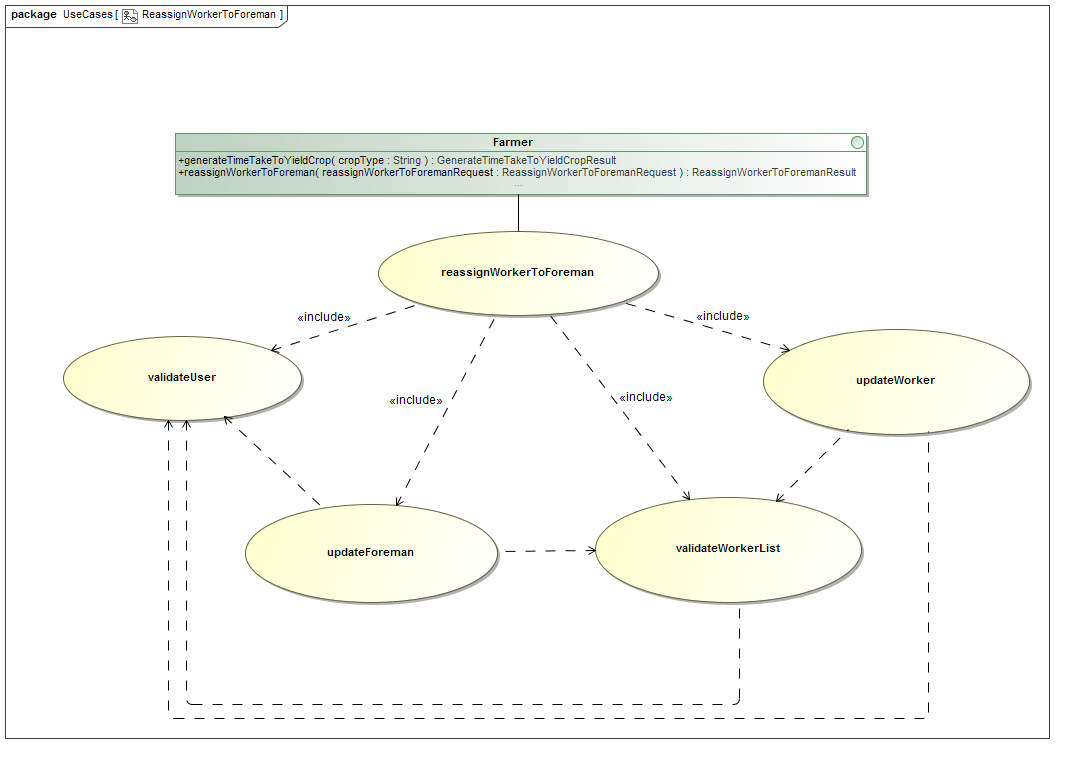 package UseCases [ ReassignWorkerToForeman ]
Farmer
+generateTimeTakeToYieldCrop( cropType : String ) : GenerateTimeTakeToYieldCropResult
+reassignWorkerToForeman( reassignWorkerToForemanRequest : ReassignWorkerToForemanRequest ) : ReassignWorkerToForemanResult
...
reassignWorkerToForeman
«include»
«include»
validateUser
updateWorker
«include»
«include»
updateForeman
validateWorkerList